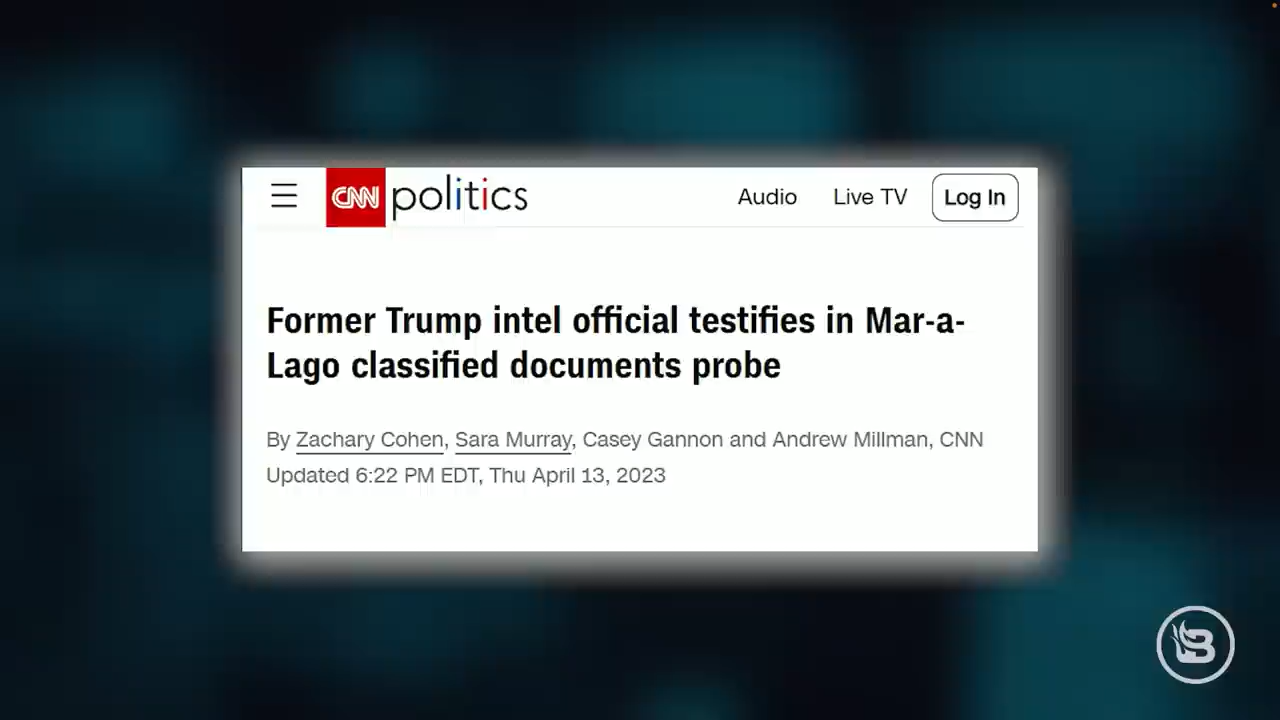 CNN politics Audio Live TV Log In
Former Trump intel official testifies in Mar-a-
Lago classified documents probe
By Zachary Cohen, Sara Murray, Casey Gannon and Andrew Millman, CNN
Updated 6:22 PM EDT, Thu April 13, 2023
B